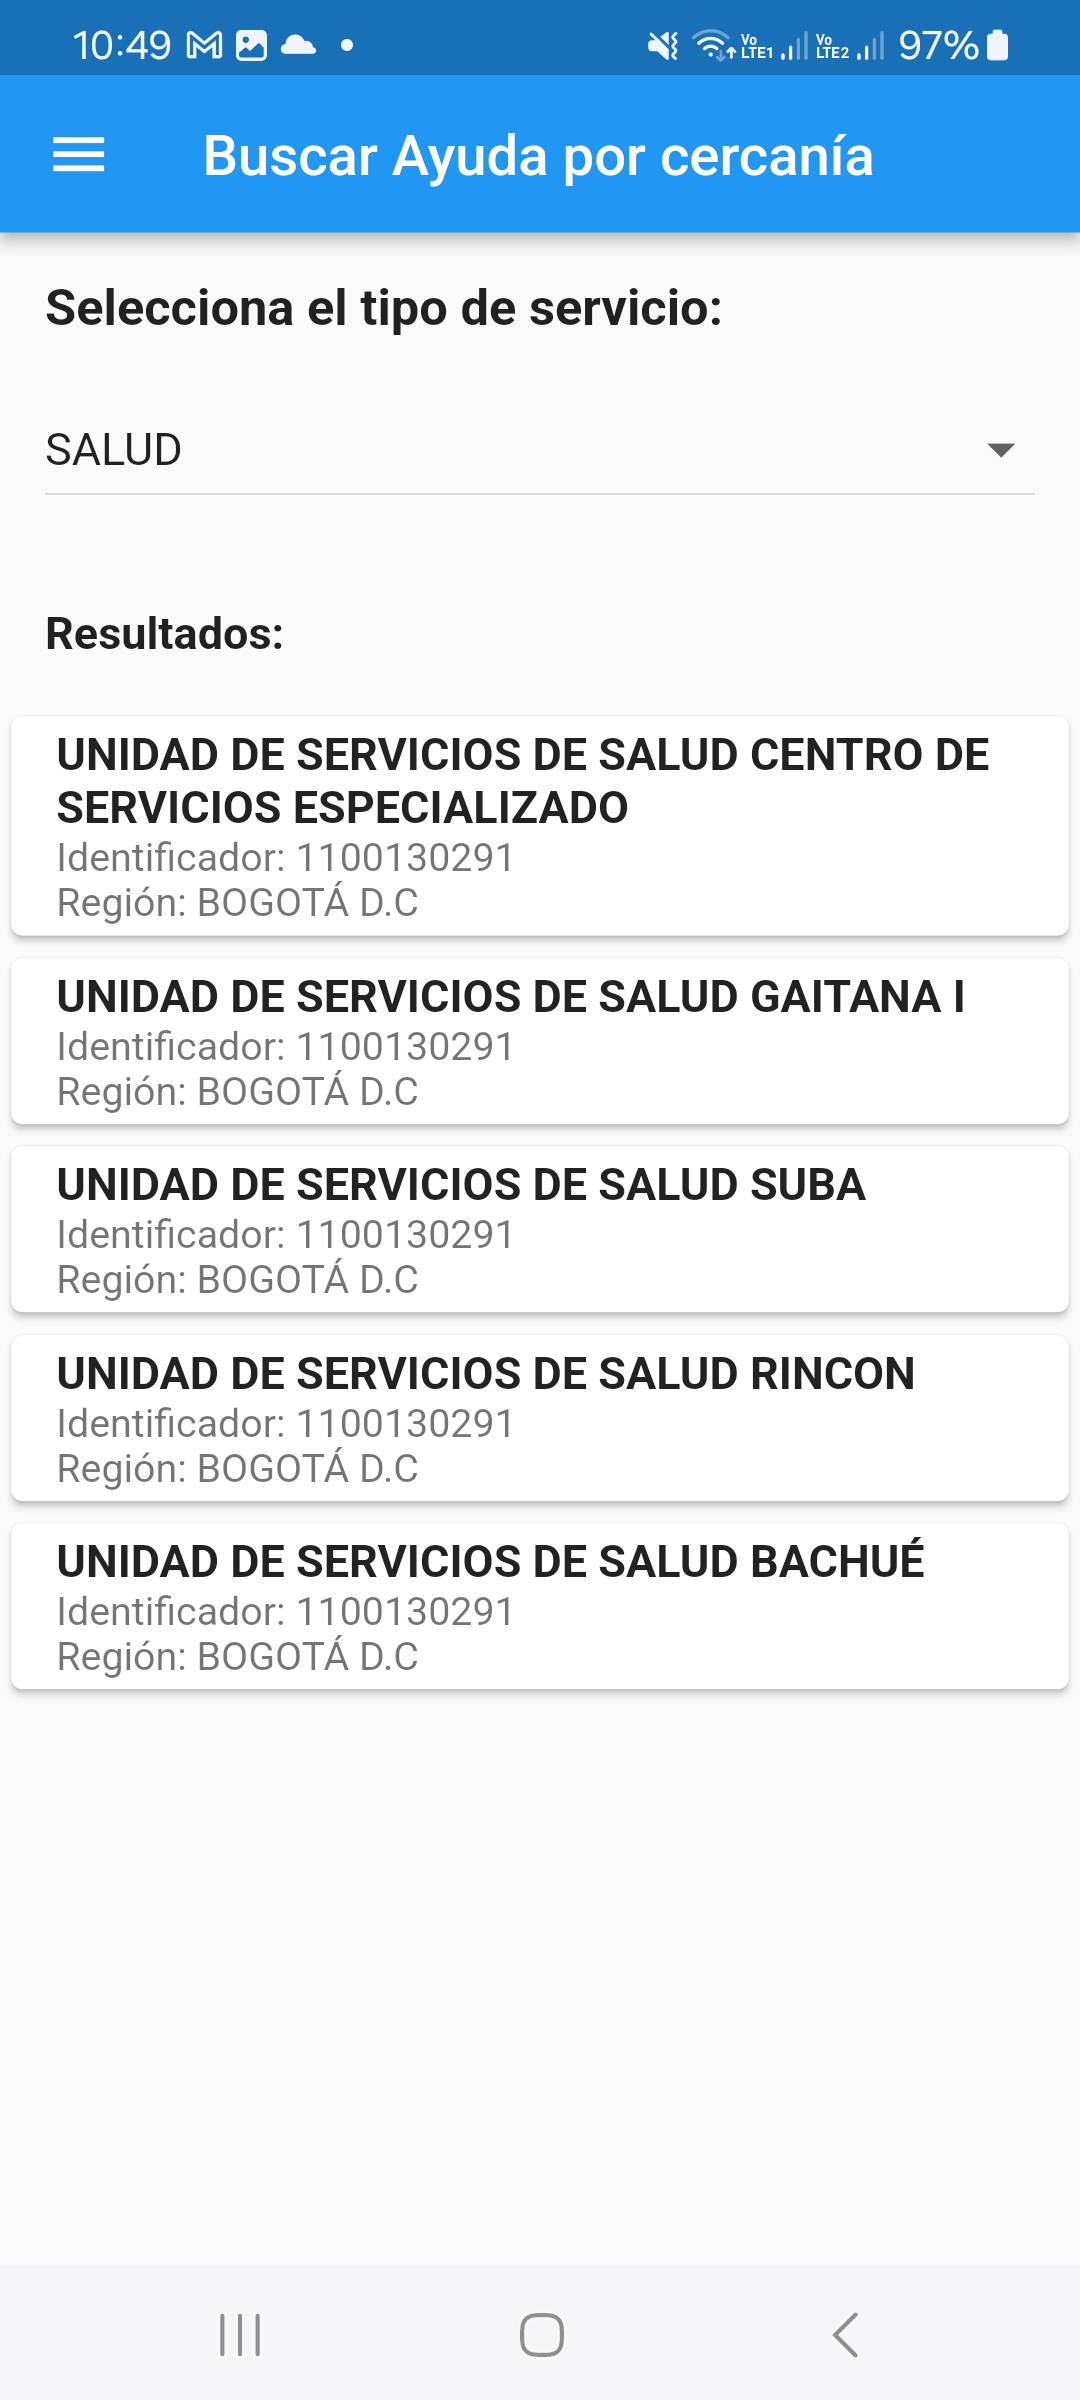 10:49
Vo LTE1 Vo LTE2 97%
Buscar Ayuda por cercanía
Selecciona el tipo de servicio:
SALUD
Resultados:
UNIDAD DE SERVICIOS DE SALUD CENTRO DE
SERVICIOS ESPECIALIZADO
Identificador: 1100130291
Región: BOGOTÁ D.C
UNIDAD DE SERVICIOS DE SALUD GAITANA I
Identificador: 1100130291
Región: BOGOTÁ D.C
UNIDAD DE SERVICIOS DE SALUD SUBA
Identificador: 1100130291
Región: BOGOTÁ D.C
UNIDAD DE SERVICIOS DE SALUD RINCON
Identificador: 1100130291
Región: BOGOTÁ D.C
UNIDAD DE SERVICIOS DE SALUD BACHUÉ
Identificador: 1100130291
Región: BOGOTÁ D.C